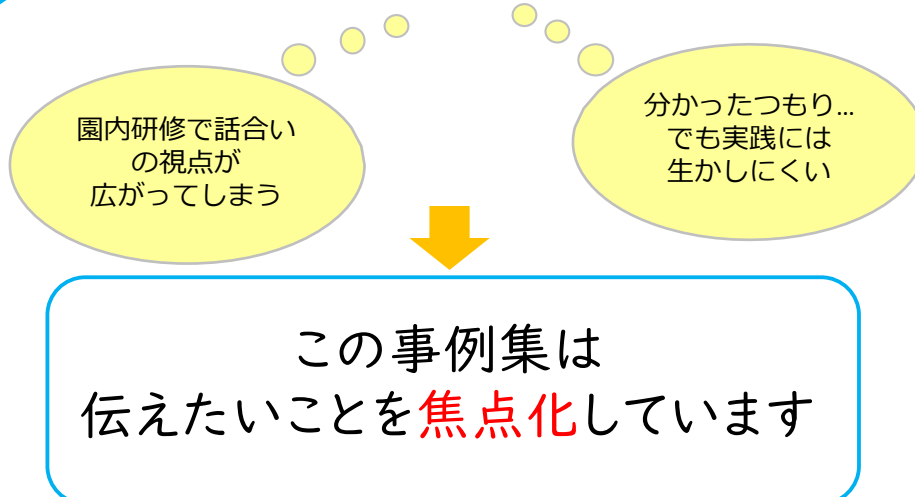 園内研修で話合い
の視点が
広がってしまう
分かったつもり…
でも実践には
生かしにくい
この事例集は
伝えたいことを焦点化しています